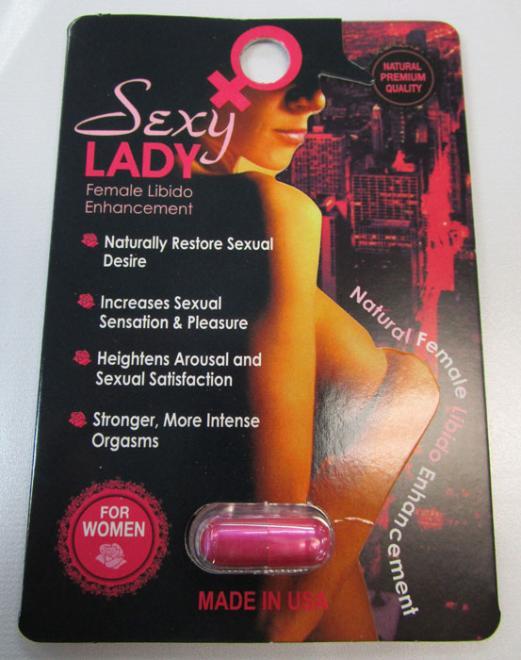 NATURAL
PREMIUM
QUALITY
Sexy
LADY
Female Libido
Enhancement
Naturally Restore Sexual
Desire
Increases Sexual
Sensation & Pleasure
Heightens Arousal and
Sexual Satisfaction
Stronger, More Intense
Orgasms
Natural Female Libido Enhancement
FOR
WOMEN
MADE IN USA